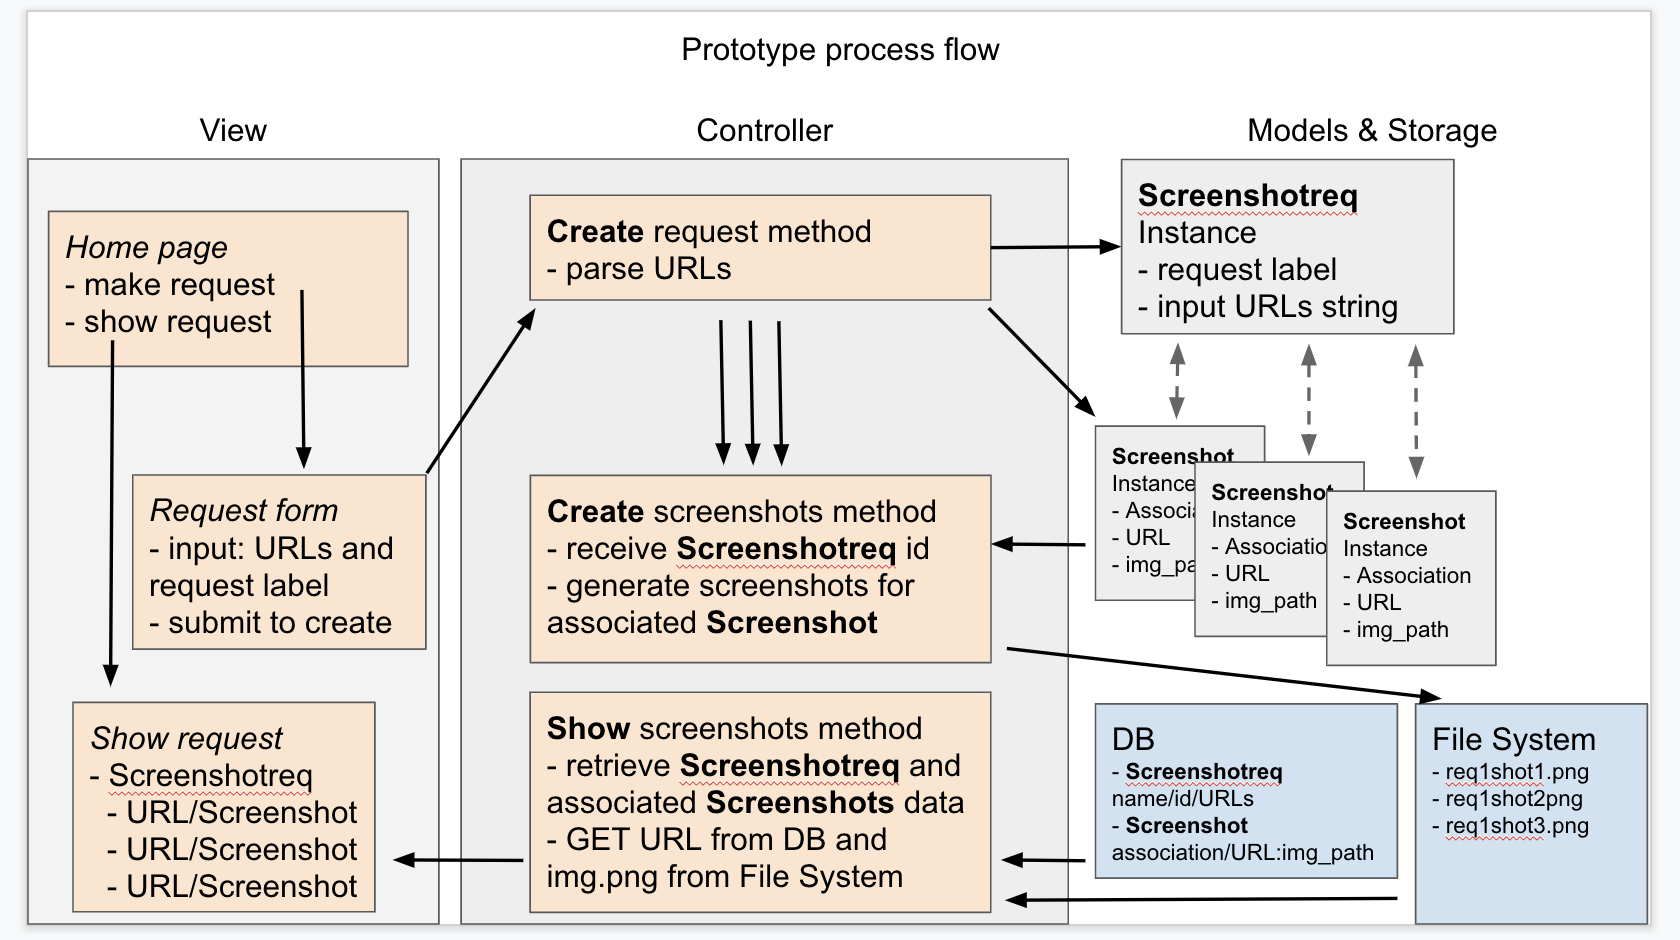 Prototype process flow
View
Controller
Models & Storage
Home page
- make request
- show request
Request form
- input: URLs and
request label
- submit to create
Show request
- Screenshotreq
- URL/Screenshot
- URL/Screenshot
- URL/Screenshot
Create request method
- parse URLs
Create screenshots method
- receive Screenshotreq id
- generate screenshots for
associated Screenshot
Show screenshots method
- retrieve Screenshotreq and
associated Screenshots data
- GET URL from DB and
img.png from File System
Screenshotreq
Instance
- request label
- input URLs string
Screenshot
Instance
- Associa
- URL
- img_pa
Screenshot
Instance
- Associatio
- URL
- img_path
Screenshot
Instance
- Association
- URL
- img_path
DB
- Screenshotreq
name/id/URLs
- Screenshot
association/URL:img_path
File System
- req1shot1.png
- req1shot2png
- req1shot3.png